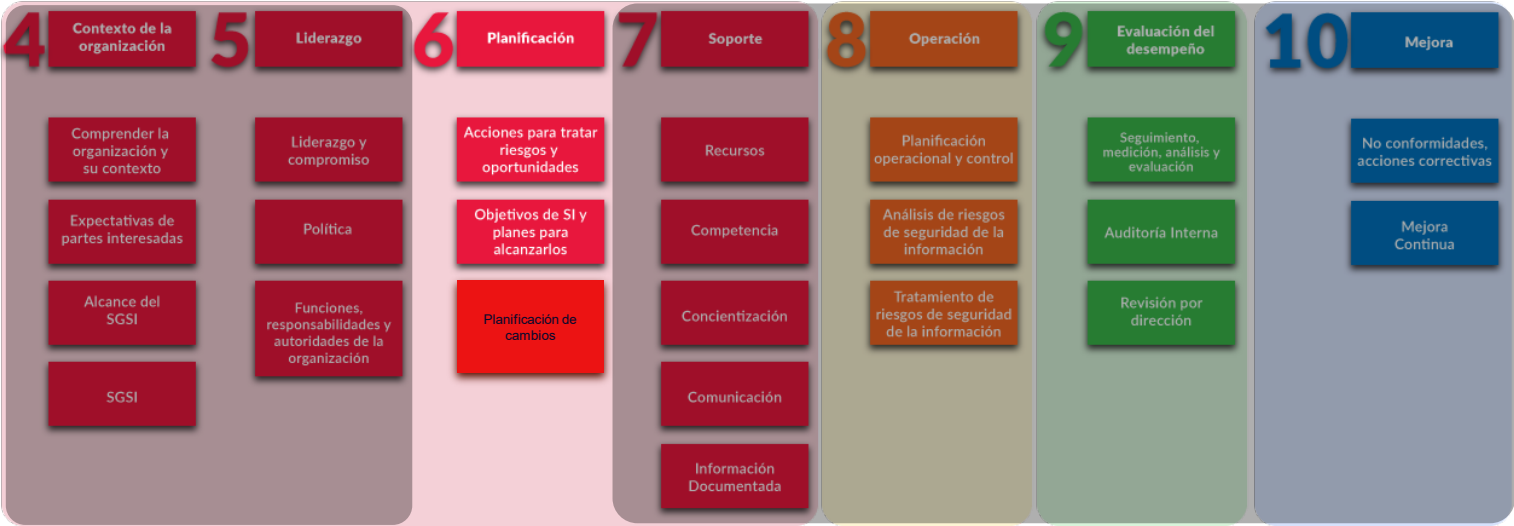 4
Contexto de la
organización
Comprender la
organización y
su contexto
Expectativas de
partes interesadas
Alcance del
SGSI
SGSI
5
Liderazgo
Liderazgo y
compromiso
Política
Funciones,
responsabilidades y
autoridades de la
organización
6
Planificación
Acciones para tratar
riesgos y
oportunidades
Objetivos de SI y
planes para
alcanzarlos
Planificación de
cambios
7
Soporte
Recursos
Competencia
Concientización
Comunicación
Información
Documentada
8
Operación
Planificación
operacional y control
Análisis de riesgos
de seguridad de la
información
Tratamiento de
riesgos de seguridad
de la información
9
Evaluación del
desempeño
Seguimiento,
medición, análisis y
evaluación
Auditoría Interna
Revisión por
dirección
10
Mejora
No conformidades,
acciones correctivas
Mejora
Continua